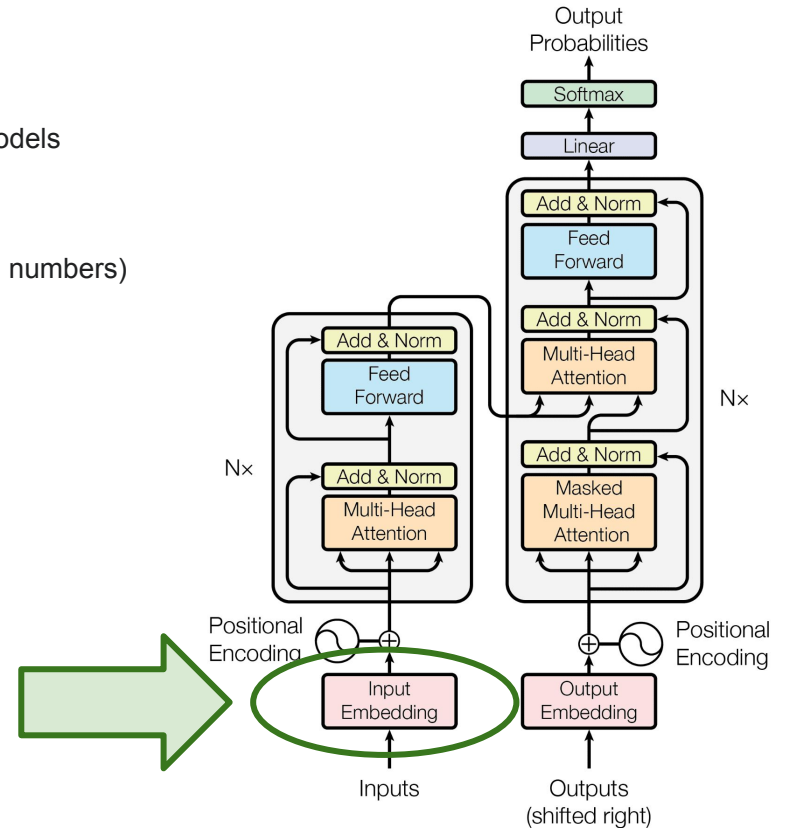 odels
numbers)
Output
Probabilities
Softmax
Linear
Add & Norm
Feed
Forward
Add & Norm
Multi-Head
Attention
Nx
Add & Norm
Masked
Multi-Head
Attention
Add & Norm
Feed
Forward
Nx
Add & Norm
Multi-Head
Attention
Positional
Encoding
Positional
Encoding
Input
Embedding
Output
Embedding
Inputs
Outputs
(shifted right)